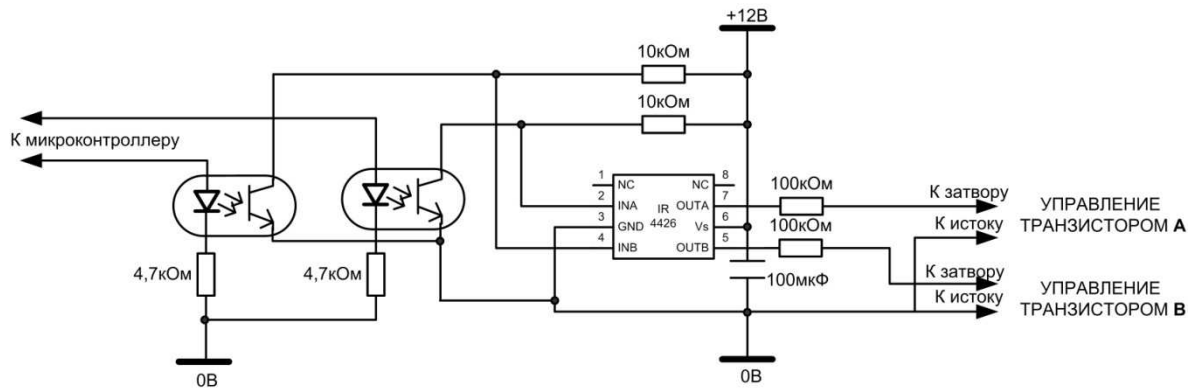 +12В
10кОм
10кОм
К микроконтроллеру
1
NC
NC
8
2
INA
IR
4426
OUTA
7
3
GND
Vs
6
4
INB
OUTB
5
100кОм
100кОм
К затвору
К истоку
УПРАВЛЕНИЕ
ТРАНЗИСТОРОМ А
4,7кОм
4,7кОм
100мкФ
К затвору
К истоку
УПРАВЛЕНИЕ
ТРАНЗИСТОРОМ В
0В
0В